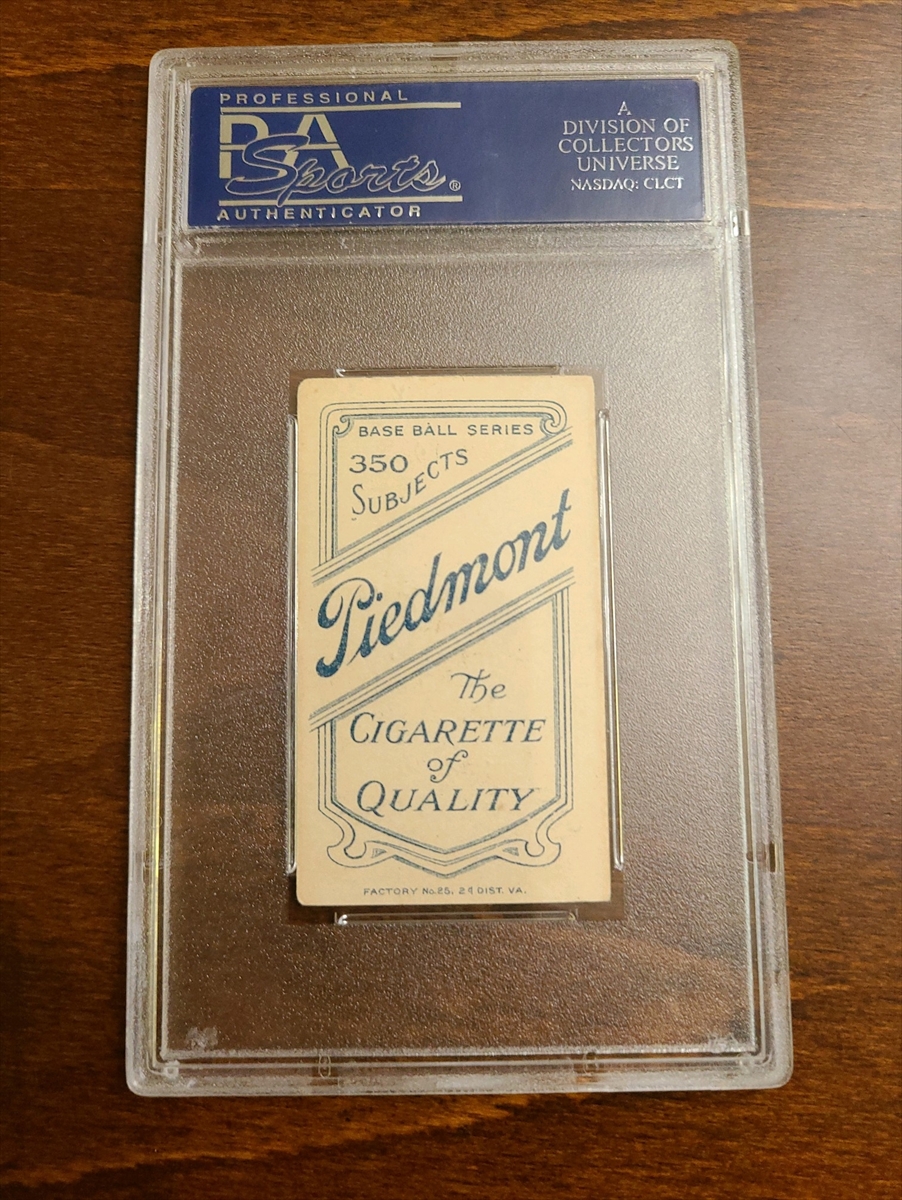 PROFESSIONAL
PSA
Sports®
AUTHENTICATOR
A
DIVISION OF
COLLECTORS
UNIVERSE
NASDAQ: CLCT
BASE BALL SERIES
350
SUBJECTS
Piedmont
The
CIGARETTE
of
QUALITY
FACTORY No.25, 2d DIST. VA.